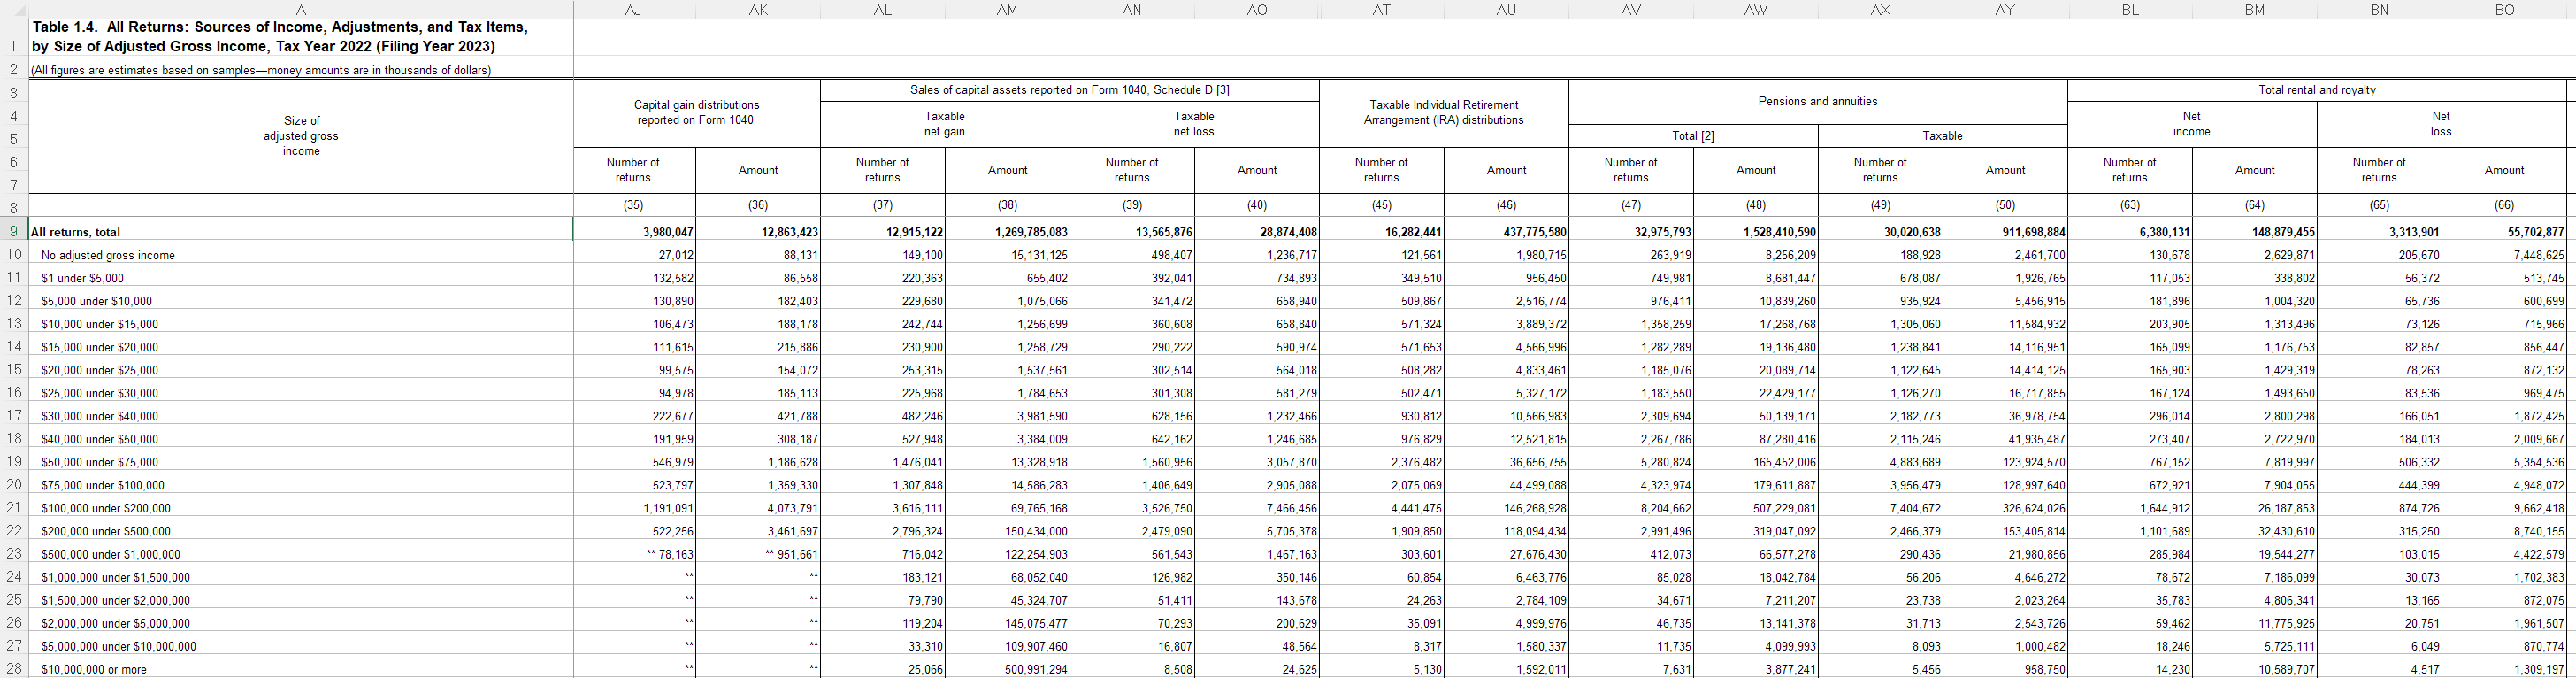 A AJ AK AL AM AN AO AT AU AV AW AX AY BL BM BN BO
Table 1.4. All Returns: Sources of Income, Adjustments, and Tax Items,
1 by Size of Adjusted Gross Income, Tax Year 2022 (Filing Year 2023)
2 (All figures are estimates based on samples—money amounts are in thousands of dollars)
3
4
5
6
7
Size of
adjusted gross
income
Capital gain distributions
reported on Form 1040
Sales of capital assets reported on Form 1040, Schedule D [3]
Taxable
net gain
Taxable
net loss
Taxable Individual Retirement
Arrangement (IRA) distributions
Pensions and annuities
Total [2]
Taxable
Total rental and royalty
Net
income
Net
loss
Number of
returns
Amount
Number of
returns
Amount
Number of
returns
Amount
Number of
returns
Amount
Number of
returns
Amount
Number of
returns
Amount
Number of
returns
Amount
Number of
returns
Amount
8 (35) (36) (37) (38) (39) (40) (45) (46) (47) (48) (49) (50) (63) (64) (65) (66)
9 All returns, total 3,980,047 12,863,423 12,915,122 1,269,785,083 13,565,876 28,874,408 16,282,441 437,775,580 32,975,793 1,528,410,590 30,020,638 911,698,884 6,380,131 148,879,455 3,313,901 55,702,877
10 No adjusted gross income 27,012 88,131 149,100 15,131,125 498,407 1,236,717 121,561 1,980,715 263,919 8,256,209 188,928 2,461,700 130,678 2,629,871 205,670 7,448,625
11 $1 under $5,000 132,582 86,558 220,363 655,402 392,041 734,893 349,510 956,450 749,981 8,681,447 678,087 1,926,765 117,053 338,802 56,372 513,745
12 $5,000 under $10,000 130,890 182,403 229,680 1,075,066 341,472 658,940 509,867 2,516,774 976,411 10,839,260 935,924 5,456,915 181,896 1,004,320 65,736 600,699
13 $10,000 under $15,000 106,473 188,178 242,744 1,256,699 360,608 658,840 571,324 3,889,372 1,358,259 17,268,768 1,305,060 11,584,932 203,905 1,313,496 73,126 715,966
14 $15,000 under $20,000 111,615 215,886 230,900 1,258,729 290,222 590,974 571,653 4,566,996 1,282,289 19,136,480 1,238,841 14,116,951 165,099 1,176,753 82,857 856,447
15 $20,000 under $25,000 99,575 154,072 253,315 1,537,561 302,514 564,018 508,282 4,833,461 1,185,076 20,089,714 1,122,645 14,414,125 165,903 1,429,319 78,263 872,132
16 $25,000 under $30,000 94,978 185,113 225,968 1,784,653 301,308 581,279 502,471 5,327,172 1,183,550 22,429,177 1,126,270 16,717,855 167,124 1,493,650 83,536 969,475
17 $30,000 under $40,000 222,677 421,788 482,246 3,981,590 628,156 1,232,466 930,812 10,566,983 2,309,694 50,139,171 2,182,773 36,978,754 296,014 2,800,298 166,051 1,872,425
18 $40,000 under $50,000 191,959 308,187 527,948 3,384,009 642,162 1,246,685 976,829 12,521,815 2,267,786 87,280,416 2,115,246 41,935,487 273,407 2,722,970 184,013 2,009,667
19 $50,000 under $75,000 546,979 1,186,628 1,476,041 13,328,918 1,560,956 3,057,870 2,376,482 36,656,755 5,280,824 165,452,006 4,883,689 123,924,570 767,152 7,819,997 506,332 5,354,536
20 $75,000 under $100,000 523,797 1,359,330 1,307,848 14,586,283 1,406,649 2,905,088 2,075,069 44,499,088 4,323,974 179,611,887 3,956,479 128,997,640 672,921 7,904,055 444,399 4,948,072
21 $100,000 under $200,000 1,191,091 4,073,791 3,616,111 69,765,168 3,526,750 7,466,456 4,441,475 146,268,928 8,204,662 507,229,081 7,404,672 326,624,026 1,644,912 26,187,853 874,726 9,662,418
22 $200,000 under $500,000 522,256 3,461,697 2,796,324 150,434,000 2,479,090 5,705,378 1,909,850 118,094,434 2,991,496 319,047,092 2,466,379 153,405,814 1,101,689 32,430,610 315,250 8,740,155
23 $500,000 under $1,000,000 ** 78,163 ** 951,661 716,042 122,254,903 561,543 1,467,163 303,601 27,676,430 412,073 66,577,278 290,436 21,980,856 285,984 19,544,277 103,015 4,422,579
24 $1,000,000 under $1,500,000 ** ** 183,121 68,052,040 126,982 350,146 60,854 6,463,776 85,028 18,042,784 56,206 4,646,272 78,672 7,186,099 30,073 1,702,383
25 $1,500,000 under $2,000,000 ** ** 79,790 45,324,707 51,411 143,678 24,263 2,784,109 34,671 7,211,207 23,738 2,023,264 35,783 4,806,341 13,165 872,075
26 $2,000,000 under $5,000,000 ** ** 119,204 145,075,477 70,293 200,629 35,091 4,999,976 46,735 13,141,378 31,713 2,543,726 59,462 11,775,925 20,751 1,961,507
27 $5,000,000 under $10,000,000 ** ** 33,310 109,907,460 16,807 48,564 8,317 1,580,337 11,735 4,099,993 8,093 1,000,482 18,246 5,725,111 6,049 870,774
28 $10,000,000 or more ** ** 25,066 500,991,294 8,508 24,625 5,130 1,592,011 7,631 3,877,241 5,456 958,750 14,230 10,589,707 4,517 1,309,197